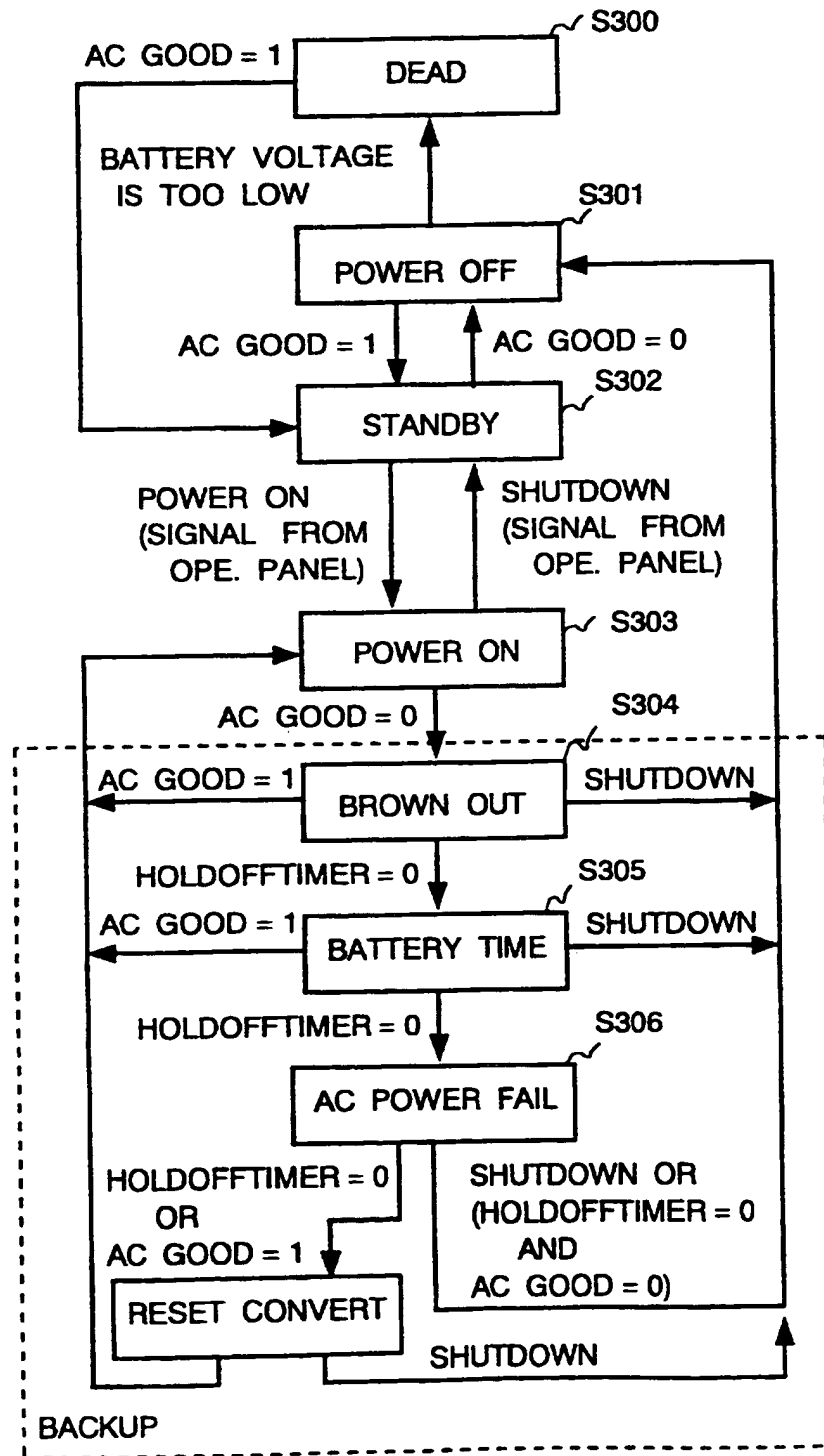 S300
AC GOOD = 1
DEAD
BATTERY VOLTAGE
IS TOO LOW
S301
POWER OFF
AC GOOD = 1
AC GOOD = 0
S302
STANDBY
POWER ON
(SIGNAL FROM
OPE. PANEL)
SHUTDOWN
(SIGNAL FROM
OPE. PANEL)
S303
POWER ON
AC GOOD = 0
S304
AC GOOD = 1
BROWN OUT
SHUTDOWN
HOLDOFFTIMER = 0
S305
AC GOOD = 1
BATTERY TIME
SHUTDOWN
HOLDOFFTIMER = 0
S306
AC POWER FAIL
HOLDOFFTIMER = 0
OR
AC GOOD = 1
SHUTDOWN OR
(HOLDOFFTIMER = 0
AND
AC GOOD = 0)
RESET CONVERT
SHUTDOWN
BACKUP